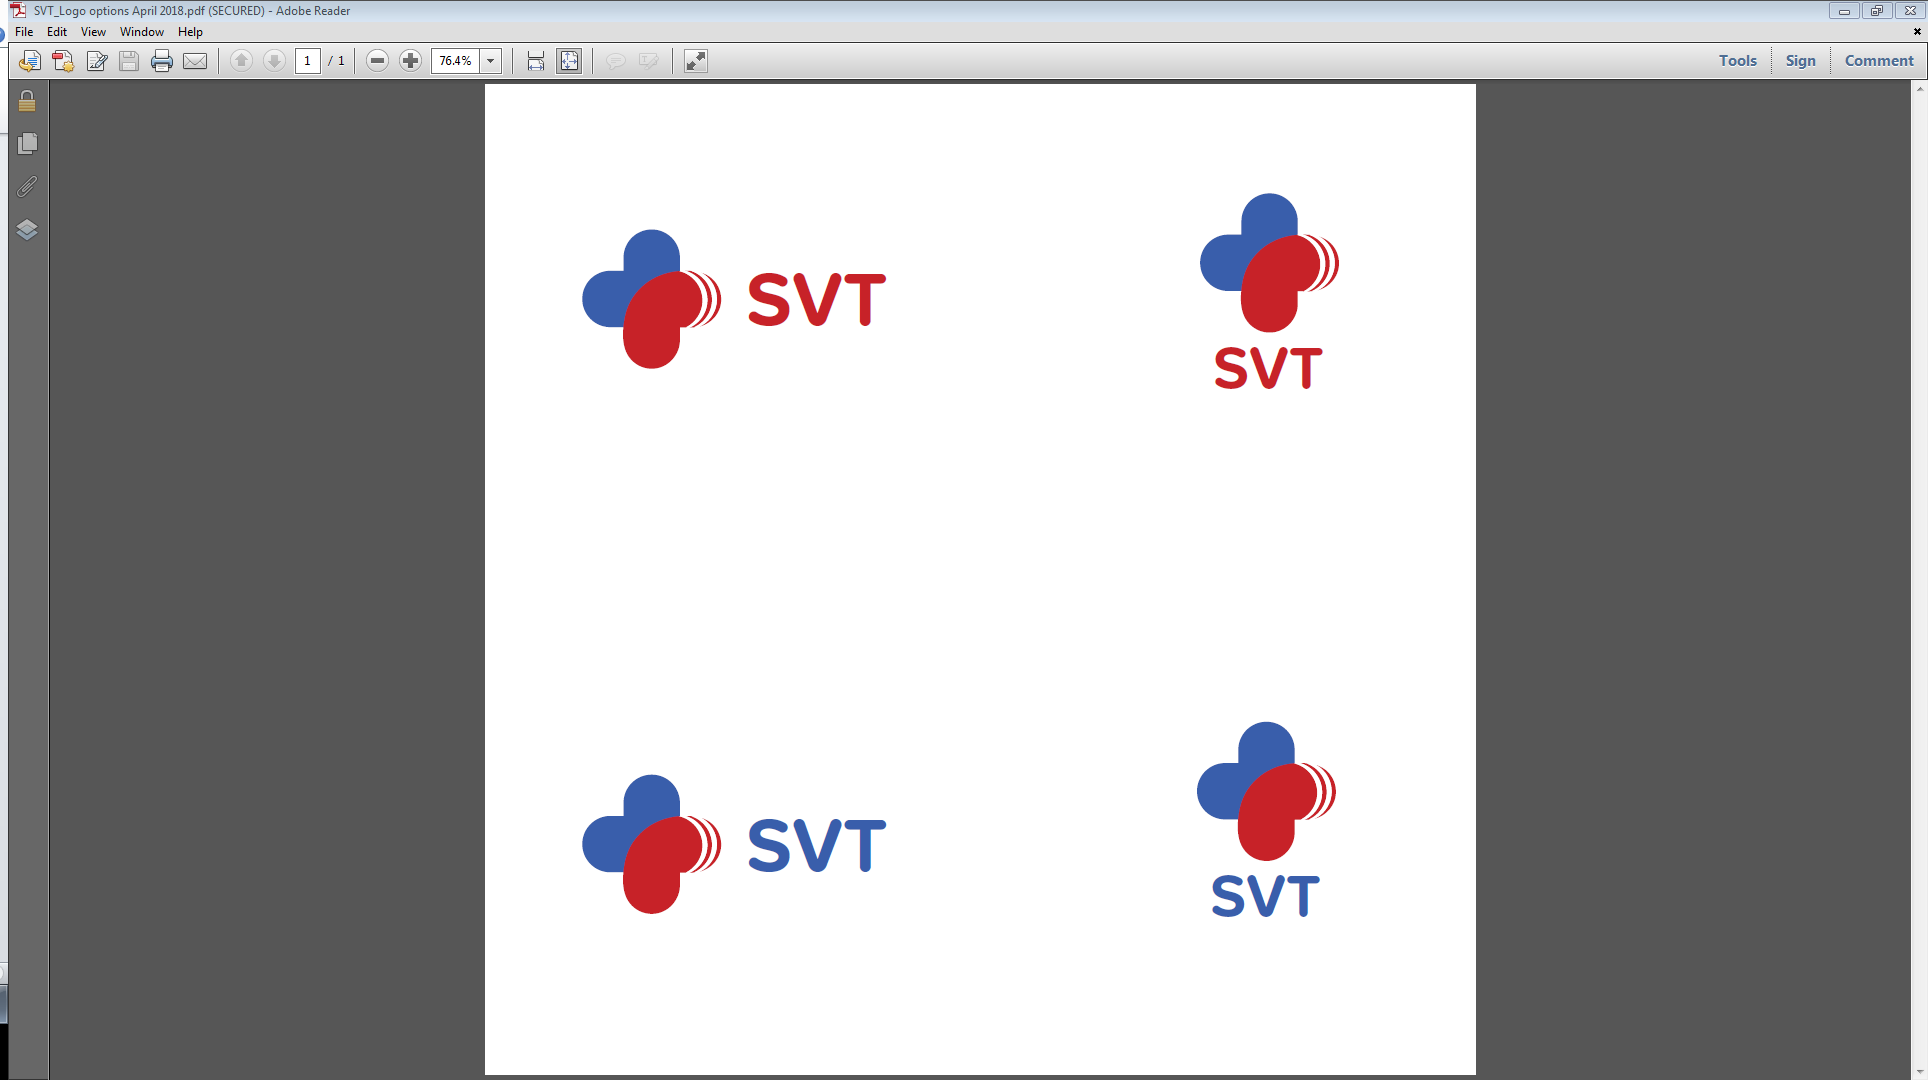 SVT_Logo options April 2018.pdf (SECURED) - Adobe Reader
File Edit View Window Help
1 / 1 76.4% Tools Sign Comment
SVT
SVT
SVT
SVT